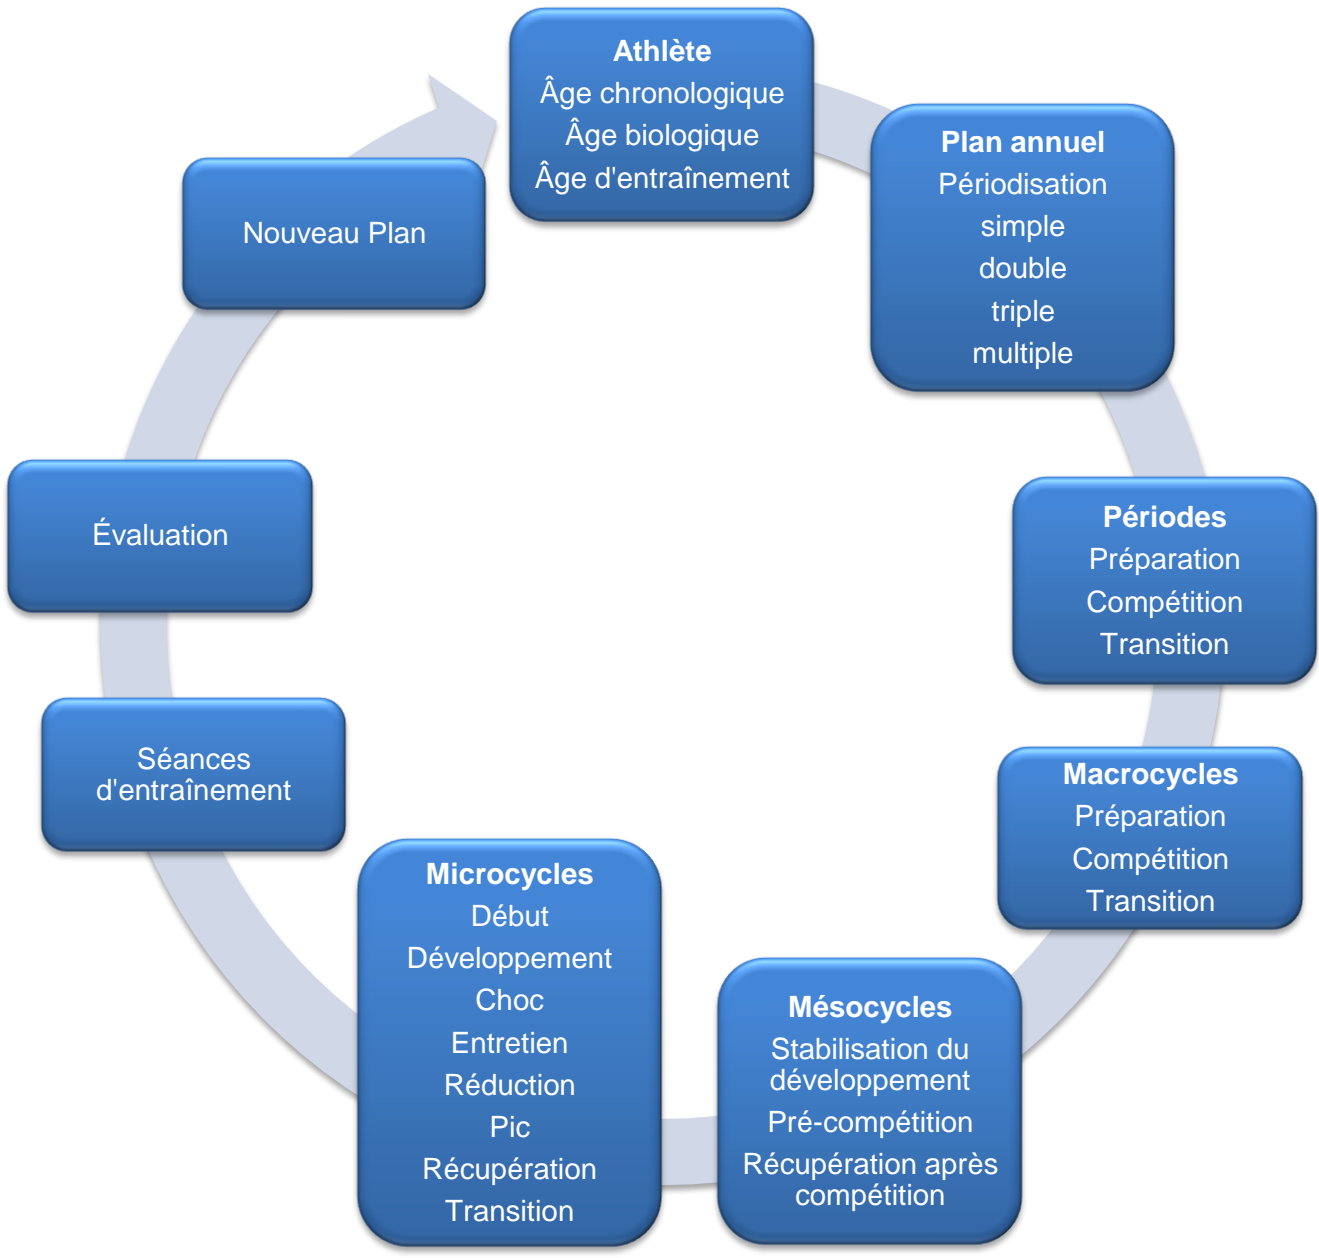 Athlète
Âge chronologique
Âge biologique
Âge d'entraînement
Plan annuel
Périodisation
simple
double
triple
multiple
Périodes
Préparation
Compétition
Transition
Macrocycles
Préparation
Compétition
Transition
Mésocycles
Stabilisation du
développement
Pré-compétition
Récupération après
compétition
Microcycles
Début
Développement
Choc
Entretien
Réduction
Pic
Récupération
Transition
Séances
d'entraînement
Évaluation
Nouveau Plan